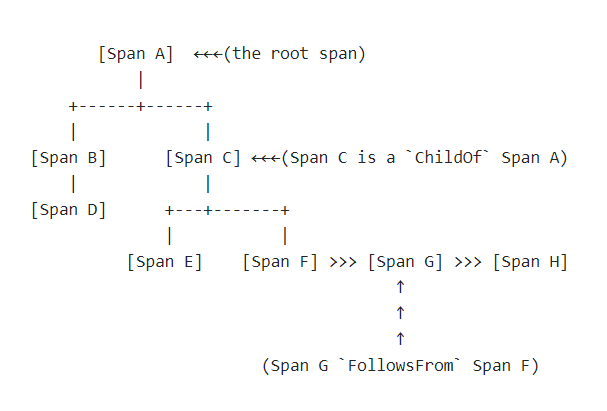 [Span A]  ←←←(the root span)
            |
     +------+------+
     |             |
 [Span B]      [Span C] ←←←(Span C is a `ChildOf` Span A)
     |             |
 [Span D]      +---+-------+
               |           |
           [Span E]    [Span F] >>> [Span G] >>> [Span H]
                                       ↑
                                       ↑
                                       ↑
                         (Span G `FollowsFrom` Span F)